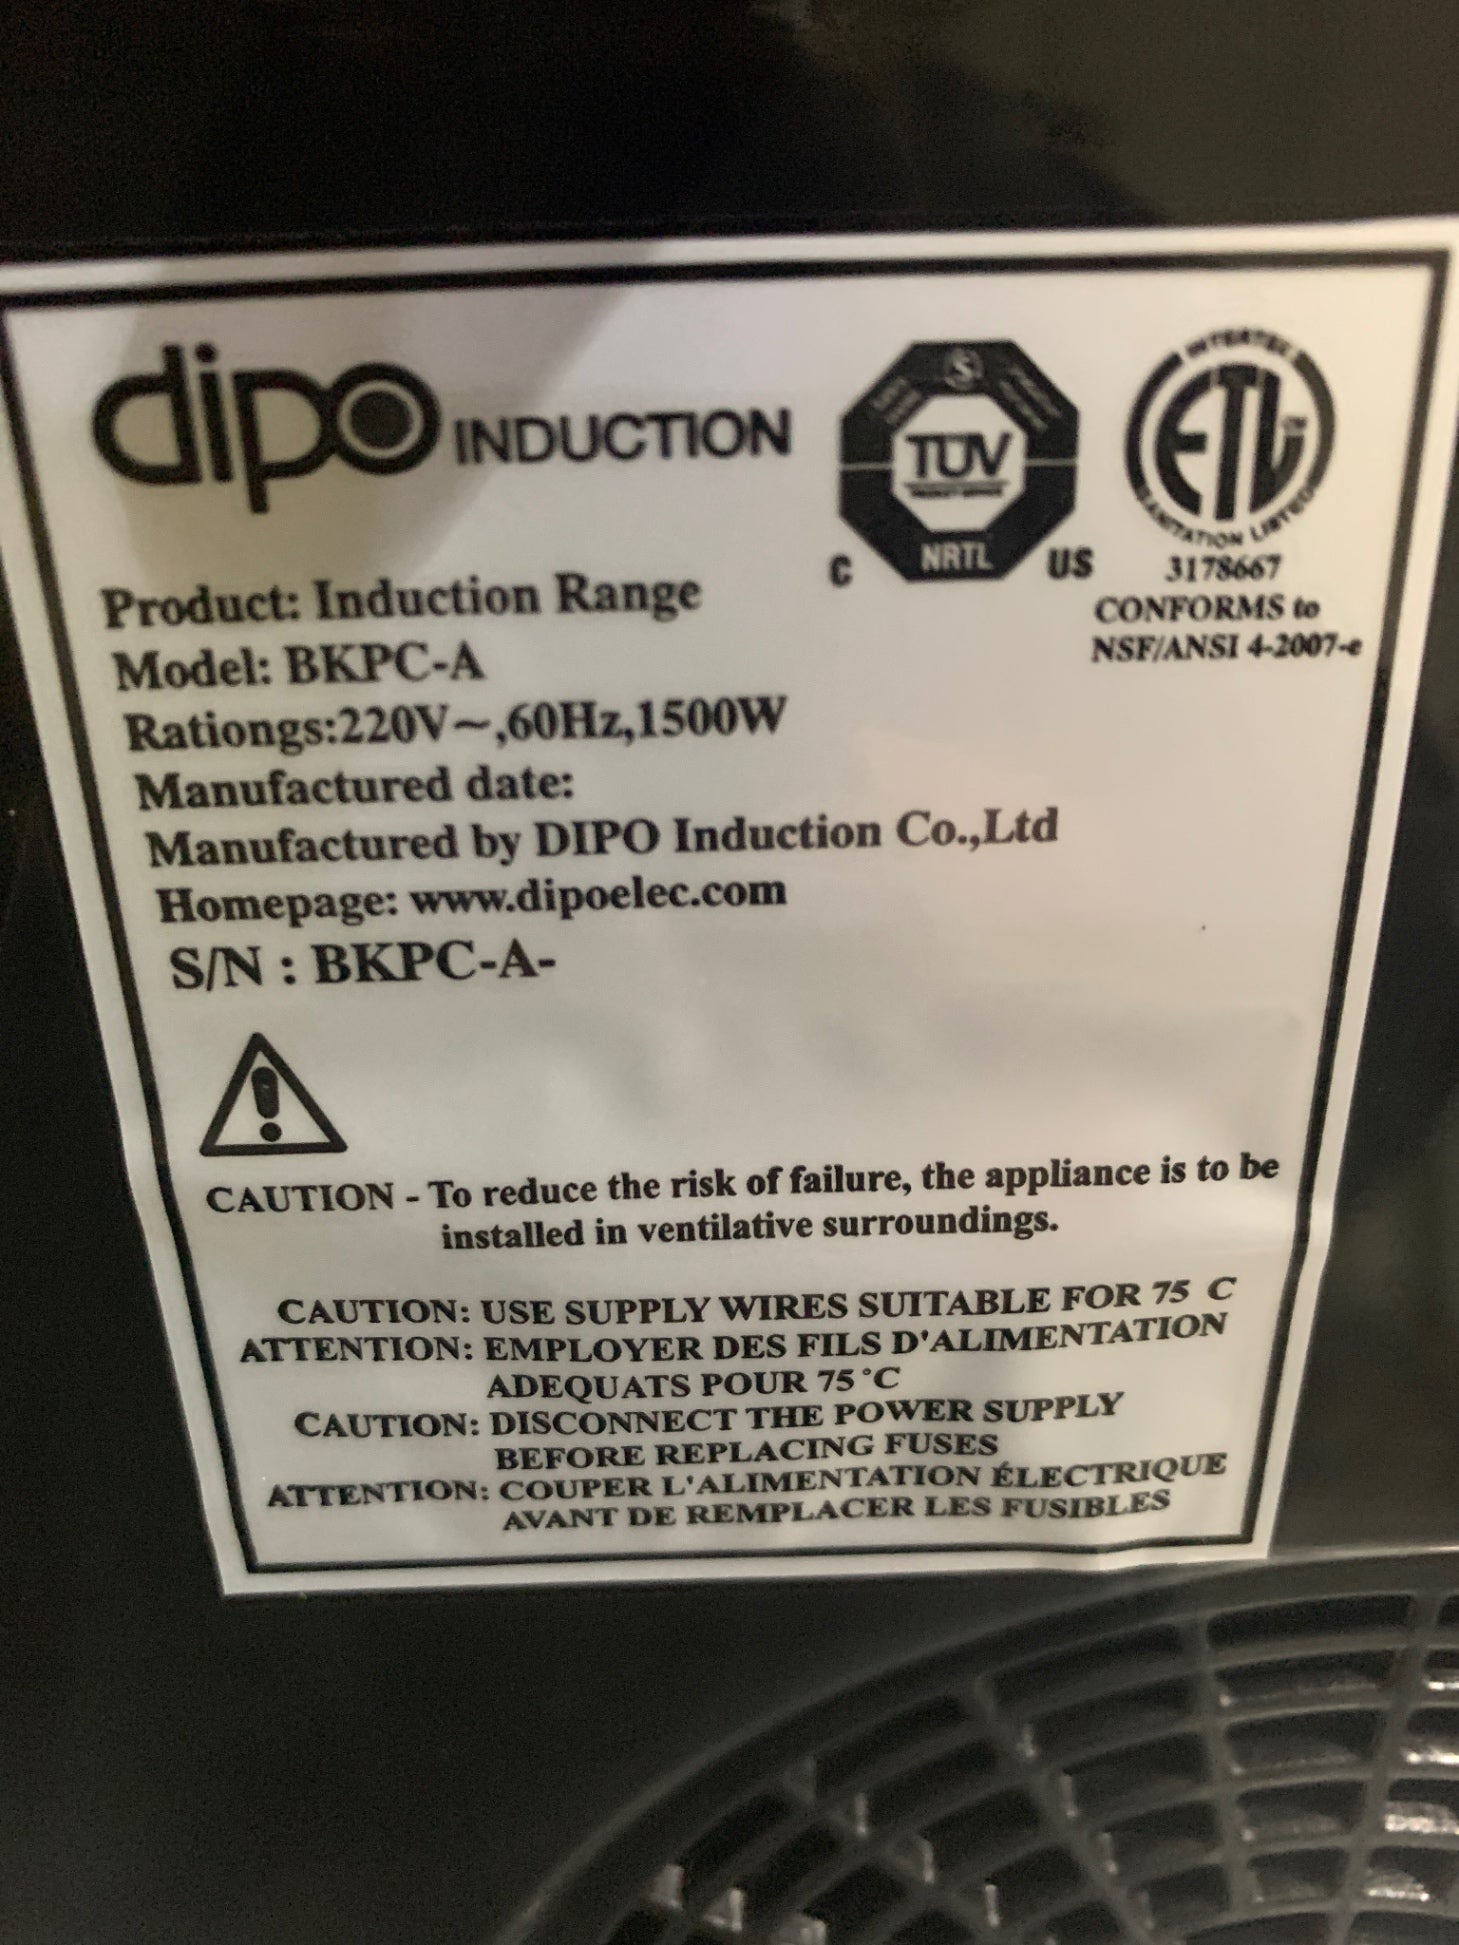 dipo INDUCTION
TÜV
NRTL
C US
INTERTEK
ETL
SANITATION LISTED
3178667
CONFORMS to
NSF/ANSI 4-2007-e
Product: Induction Range
Model: BKPC-A
Rationgs:220V~,60Hz,1500W
Manufactured date:
Manufactured by DIPO Induction Co.,Ltd
Homepage: www.dipoelec.com
S/N : BKPC-A-
CAUTION - To reduce the risk of failure, the appliance is to be
installed in ventilative surroundings.
CAUTION: USE SUPPLY WIRES SUITABLE FOR 75 C
ATTENTION: EMPLOYER DES FILS D'ALIMENTATION
ADEQUATS POUR 75°C
CAUTION: DISCONNECT THE POWER SUPPLY
BEFORE REPLACING FUSES
ATTENTION: COUPER L'ALIMENTATION ÉLECTRIQUE
AVANT DE REMPLACER LES FUSIBLES